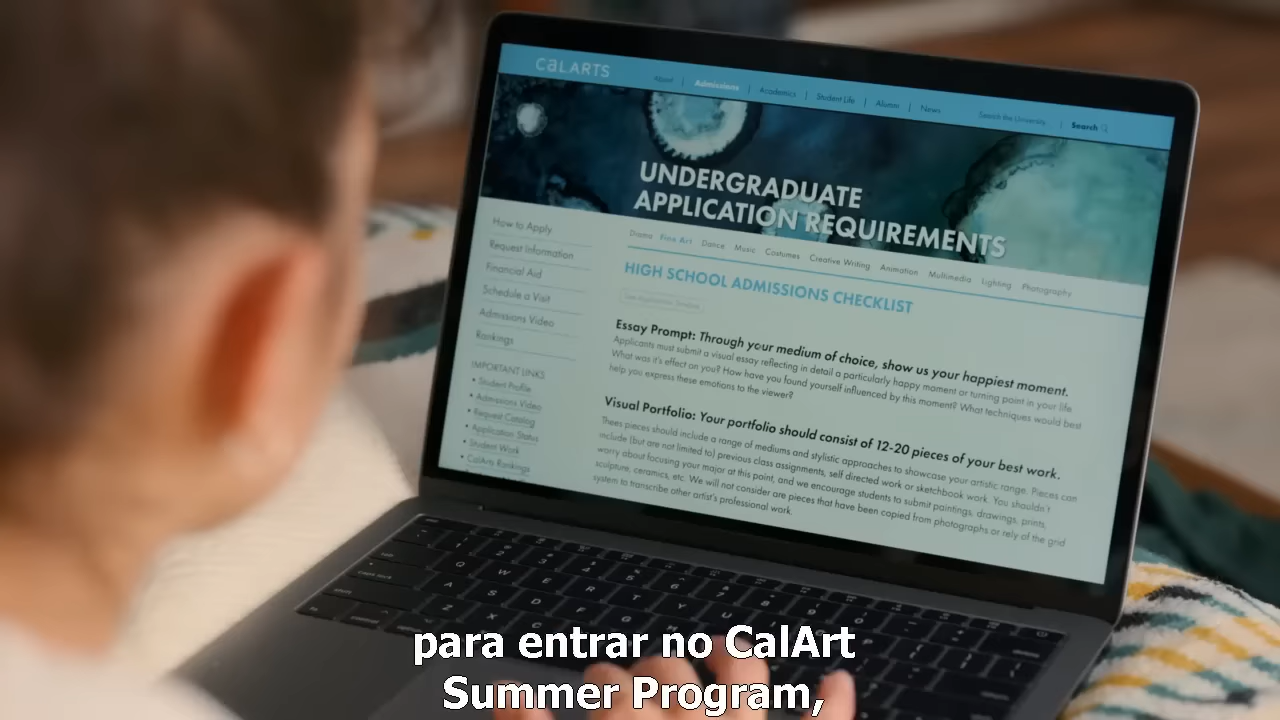 CALARTS
About | Admissions | Academics | Student Life | Alumni | News
Search the University | Search
UNDERGRADUATE
APPLICATION REQUIREMENTS
Drama Fine Art Dance Music Costumes Creative Writing Animation Multimedia Lighting Photography
How to Apply
Request Information
Financial Aid
Schedule a Visit
Admissions Video
Rankings
IMPORTANT LINKS
• Student Profile
• Admissions Video
• Request Catalog
• Application Status
• Student Work
• CalArts Rankings
HIGH SCHOOL ADMISSIONS CHECKLIST
Essay Prompt: Through your medium of choice, show us your happiest moment.
Applicants must submit a visual essay reflecting in detail a particularly happy moment or turning point in your life
What was it's effect on you? How have you found yourself influenced by this moment? What techniques would best
help you express these emotions to the viewer?
Visual Portfolio: Your portfolio should consist of 12-20 pieces of your best work.
Thees pieces should include a range of mediums and stylistic approaches to showcase your artistic range. Pieces can
include (but are not limited to) previous class assignments, self directed work or sketchbook work. You shouldn't
worry about focusing your major at this point, and we encourage students to submit paintings, drawings, prints,
sculpture, ceramics, etc. We will not consider are pieces that have been copied from photographs or rely of the grid
system to transcribe other artist's professional work.
para entrar no CalArt
Summer Program,